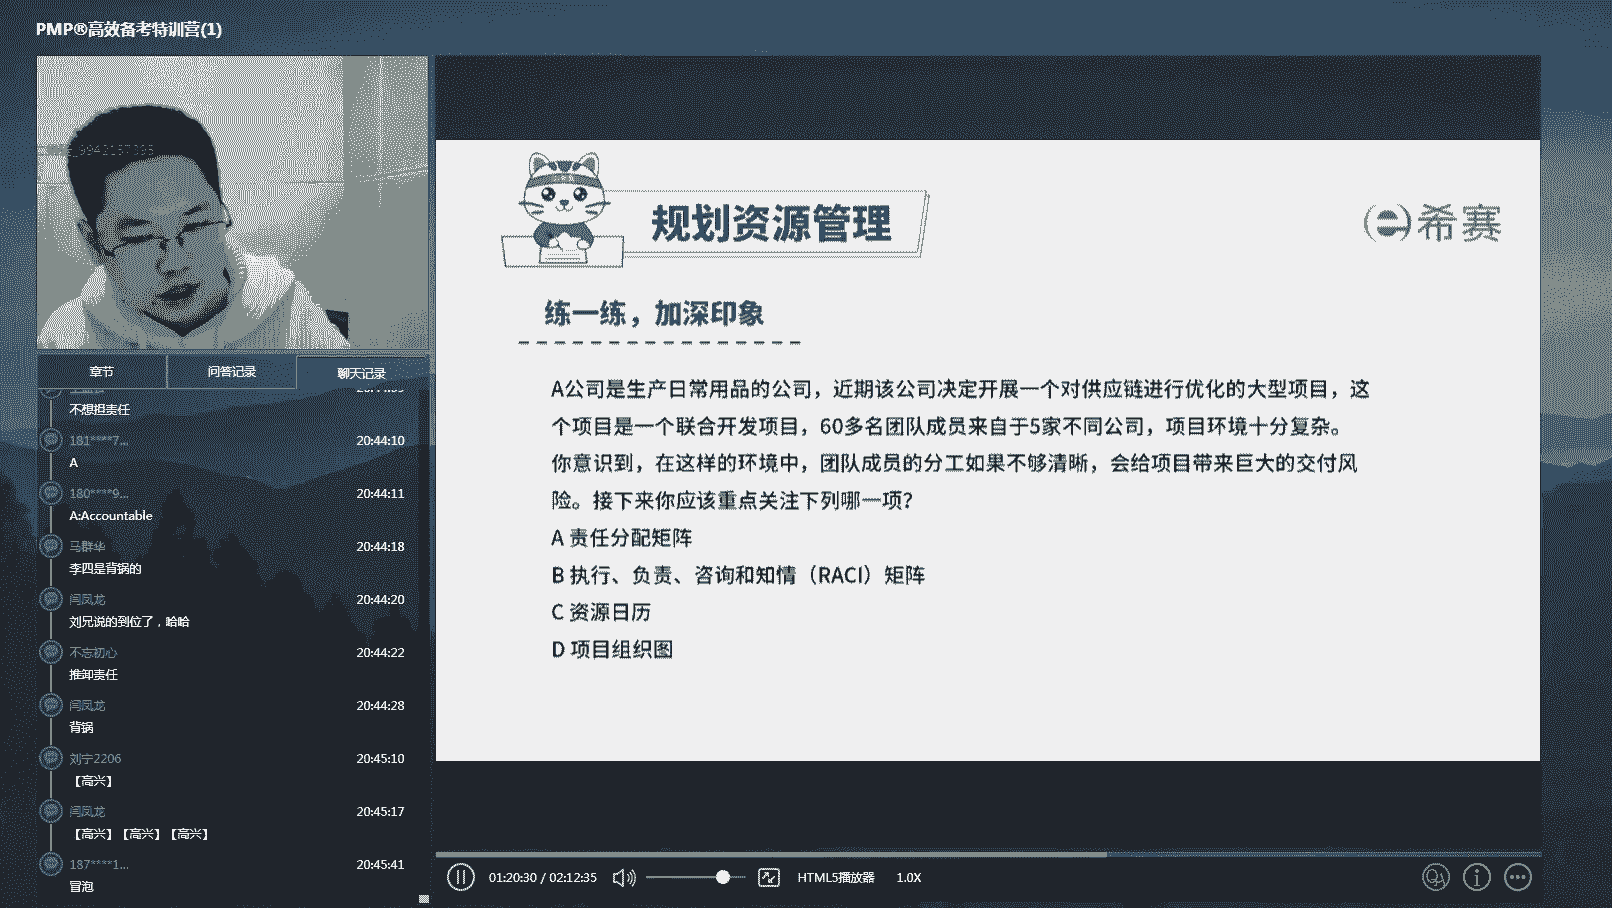 PMP®高效备考特训营(1)
_9942157395
章节
问答记录
聊天记录
不想担责任
181****7...
20:44:10
A
180****9...
20:44:11
A:Accountable
马群华
20:44:18
李四是背锅的
闫凤龙
20:44:20
刘兄说的到位了，哈哈
不忘初心
20:44:22
推卸责任
闫凤龙
20:44:28
背锅
刘宁2206
20:45:10
【高兴】
闫凤龙
20:45:17
【高兴】【高兴】【高兴】
187****1...
20:45:41
冒泡
规划资源管理
希赛
练一练，加深印象
A公司是生产日常用品的公司，近期该公司决定开展一个对供应链进行优化的大型项目，这
个项目是一个联合开发项目，60多名团队成员来自于5家不同公司，项目环境十分复杂。
你意识到，在这样的环境中，团队成员的分工如果不够清晰，会给项目带来巨大的交付风
险。接下来你应该重点关注下列哪一项？
A 责任分配矩阵
B 执行、负责、咨询和知情（RACI）矩阵
C 资源日历
D 项目组织图
01:20:30 / 02:12:35
HTML5播放器
1.0X